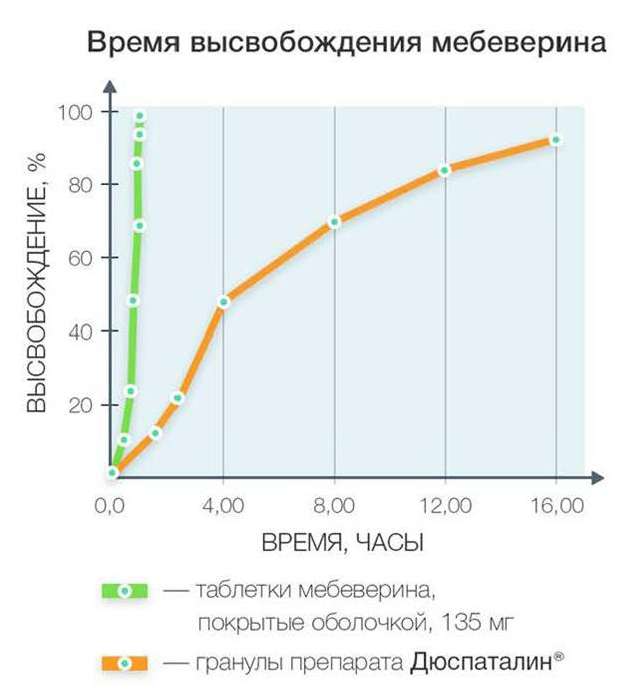 Время высвобождения мебеверина
ВЫСВОБОЖДЕНИЕ, %
100
80
60
40
20
0,0 4,00 8,00 12,00 16,00
ВРЕМЯ, ЧАСЫ
— таблетки мебеверина,
покрытые оболочкой, 135 мг
— гранулы препарата Дюспаталин®